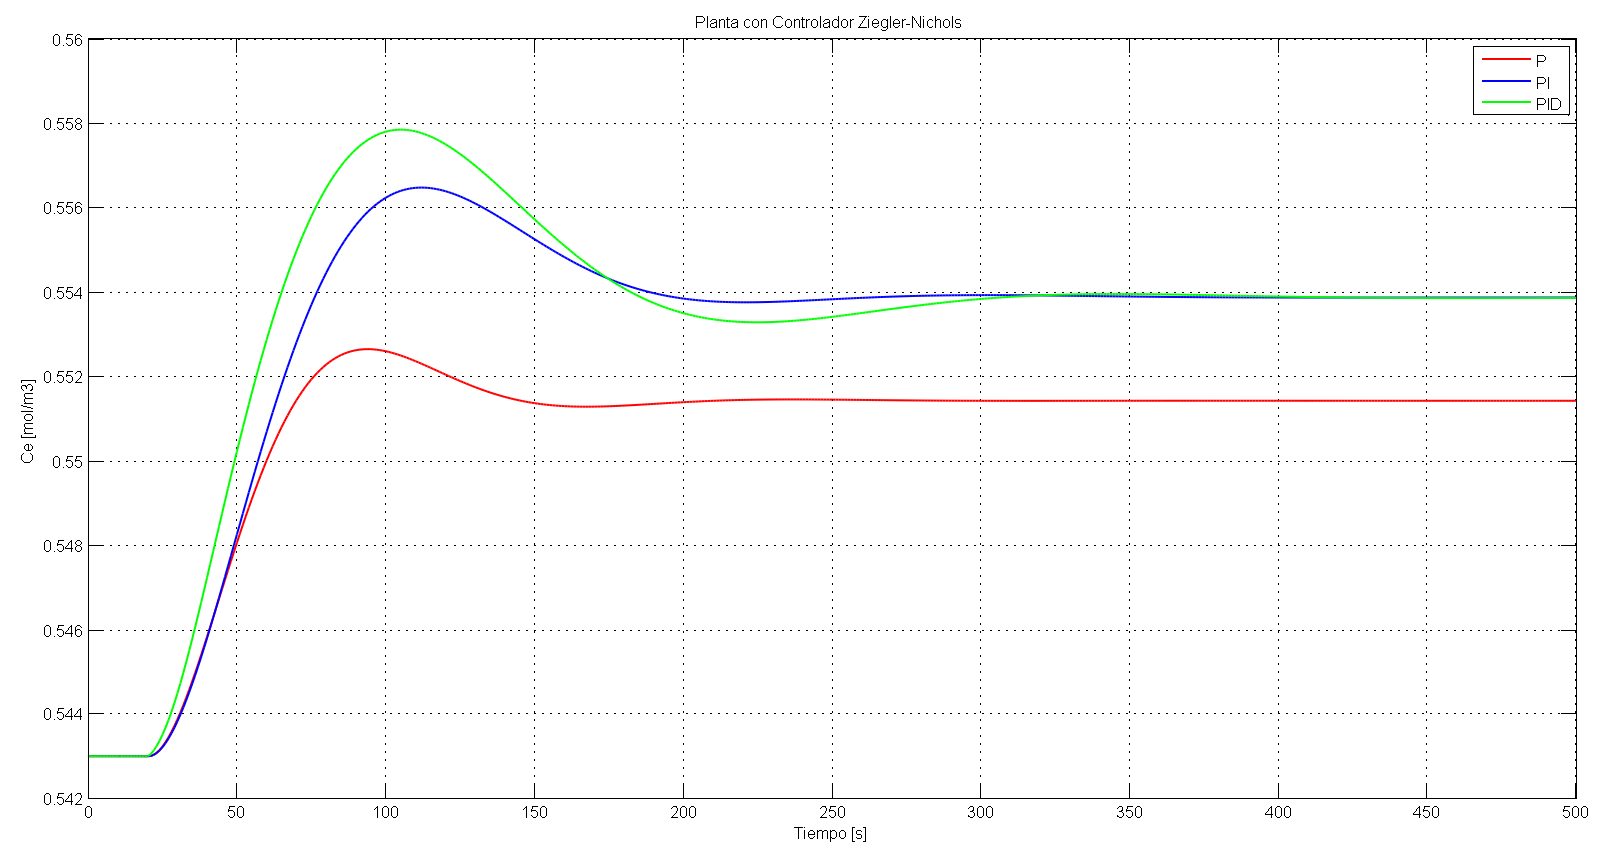 Planta con Controlador Ziegler-Nichols
P
PI
PID
0.56
0.558
0.556
0.554
0.552
0.55
0.548
0.546
0.544
0.542
Ce [mol/m3]
0 50 100 150 200 250 300 350 400 450 500
Tiempo [s]